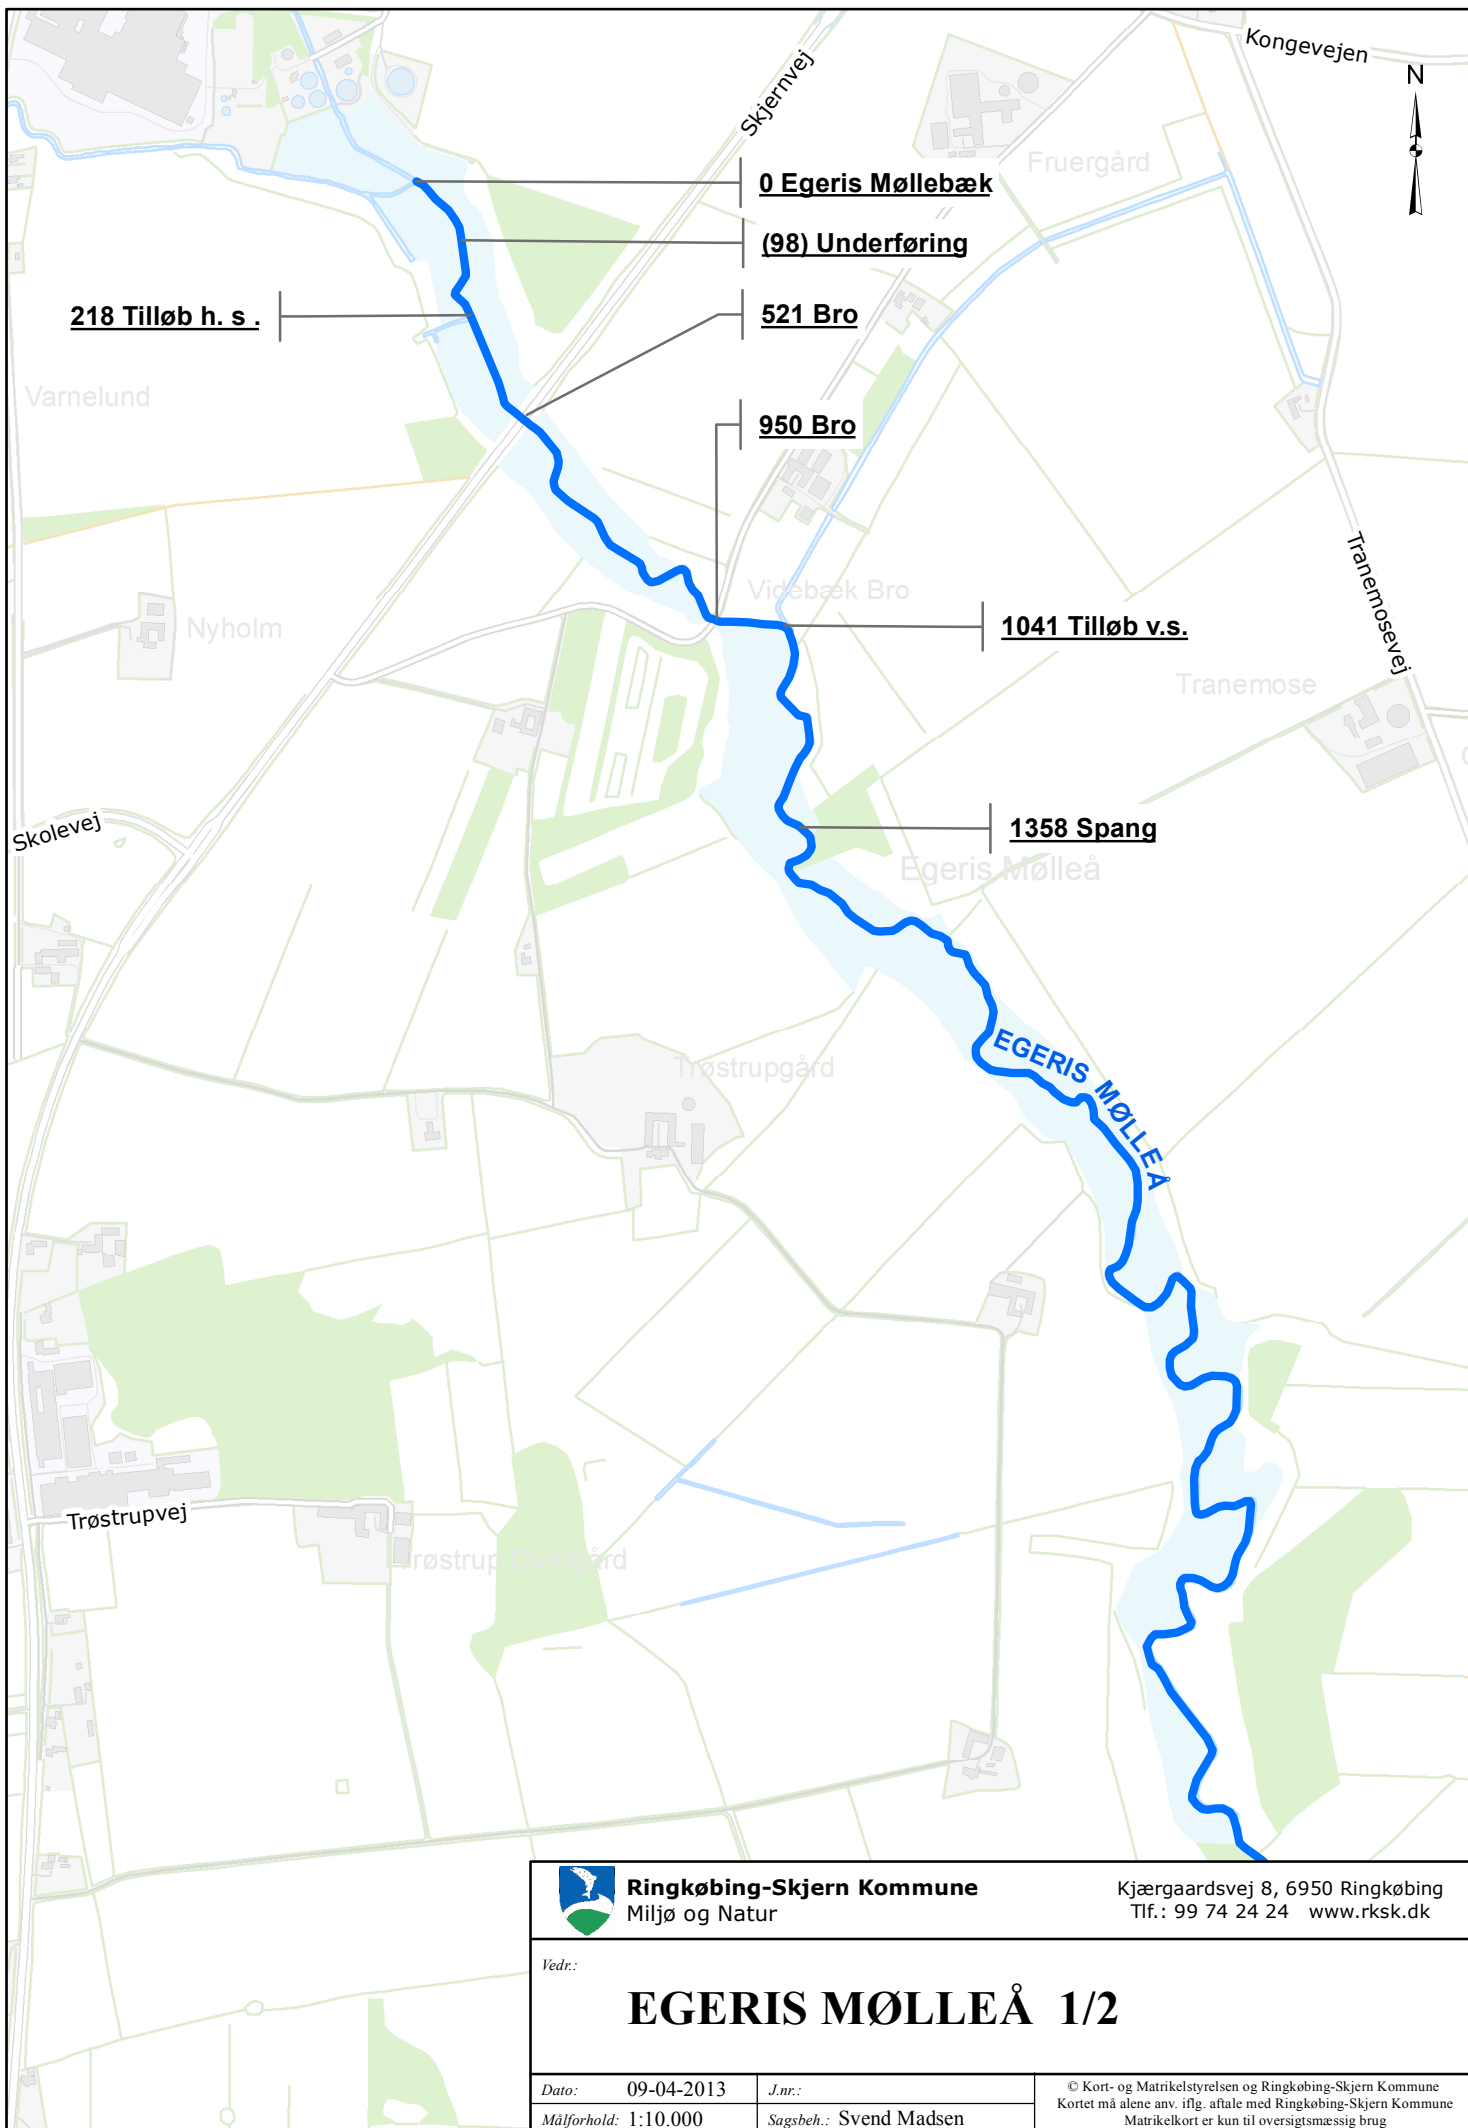 Kongevejen
N
Skjernvej
Fruergård
0 Egeris Møllebæk
(98) Underføring
218 Tilløb h. s .
521 Bro
Varnelund
950 Bro
Tranemosevej
Videbæk Bro
Nyholm
1041 Tilløb v.s.
Tranemose
Skolevej
1358 Spang
Egeris Mølleå
EGERIS MØLLEÅ
Trøstrupgård
Trøstrupvej
Ringkøbing-Skjern Kommune
Miljø og Natur
Kjærgaardsvej 8, 6950 Ringkøbing
Tlf.: 99 74 24 24 www.rksk.dk
Vedr.:
EGERIS MØLLEÅ 1/2
Dato: 09-04-2013
J.nr.:
Målforhold: 1:10.000
Sagsbeh.: Svend Madsen
© Kort- og Matrikelstyrelsen og Ringkøbing-Skjern Kommune
Kortet må alene anv. iflg. aftale med Ringkøbing-Skjern Kommune
Matrikelkort er kun til oversigtsmæssig brug